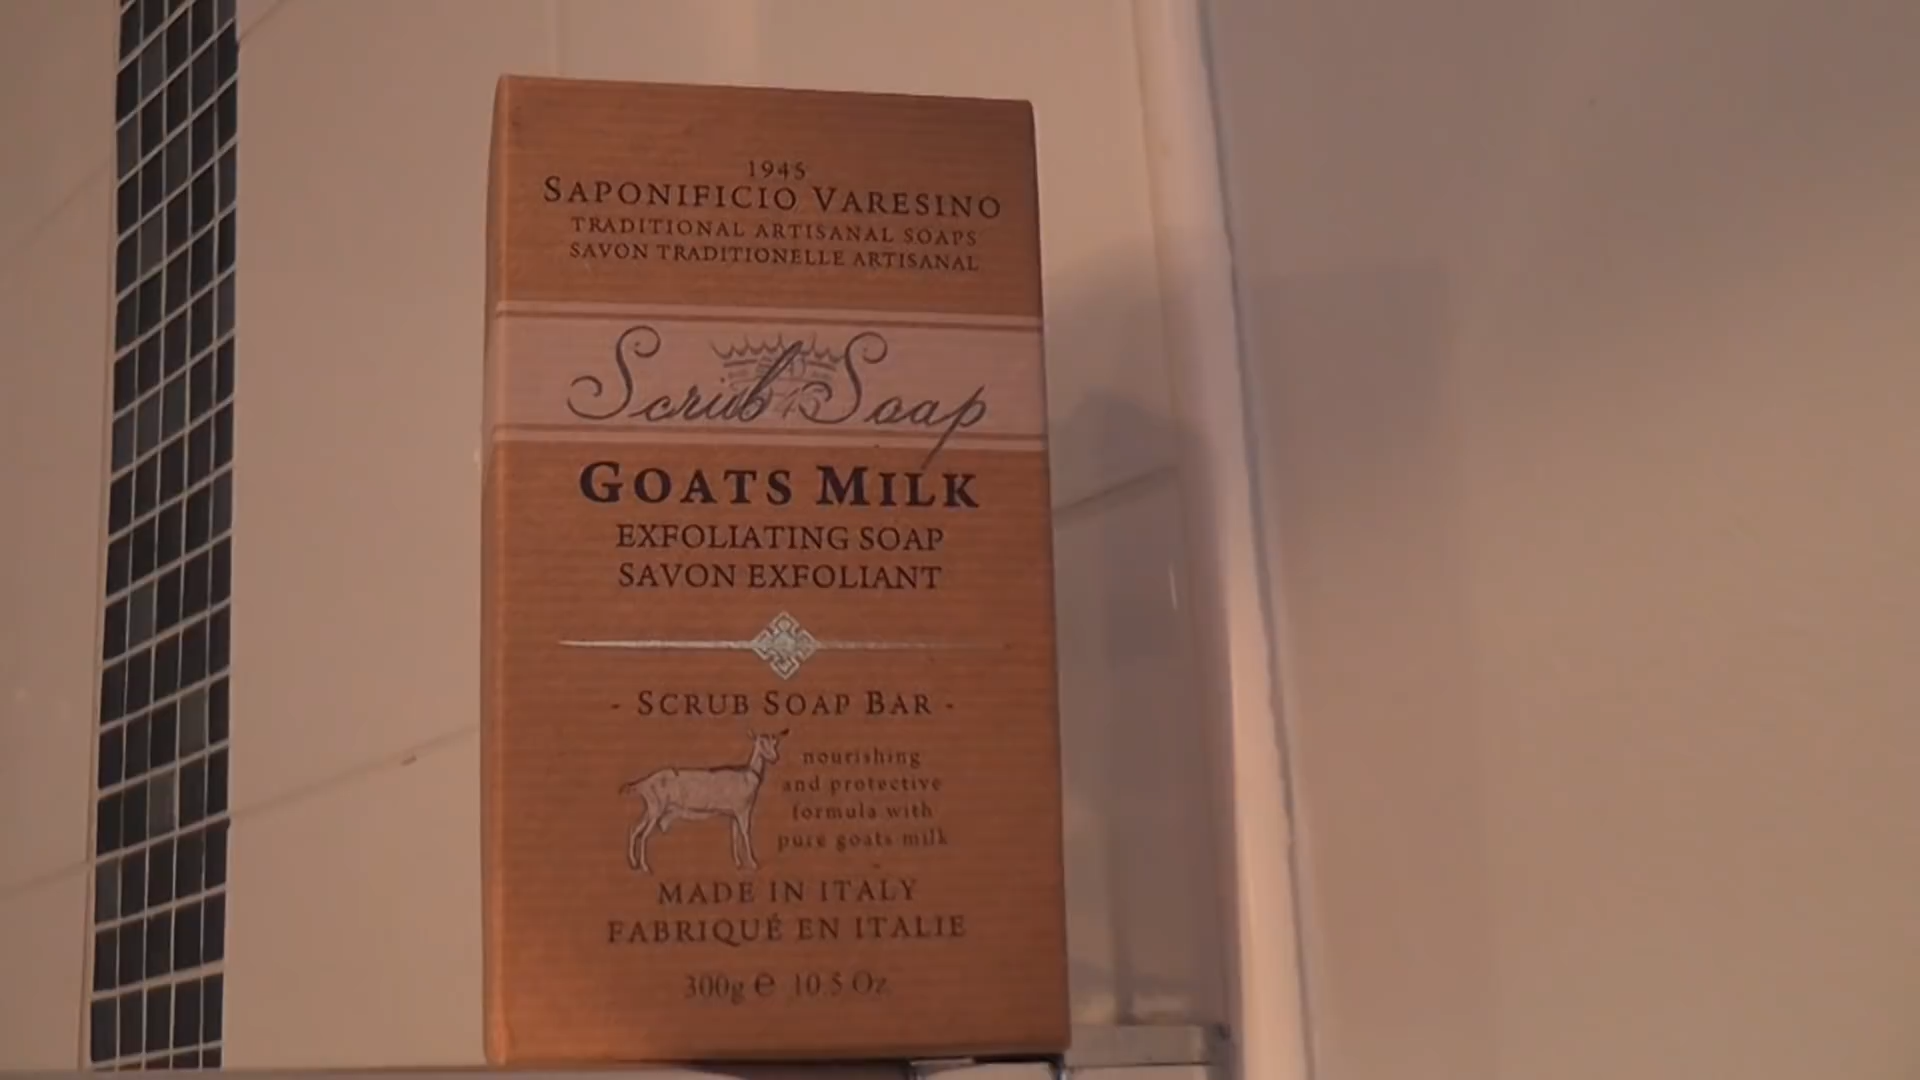 1945
SAPONIFICIO VARESINO
TRADITIONAL ARTISANAL SOAPS
SAVON TRADITIONELLE ARTISANAL
Scrub Soap
GOATS MILK
EXFOLIATING SOAP
SAVON EXFOLIANT
- SCRUB SOAP BAR -
nourishing
and protective
formula with
pure goats milk
MADE IN ITALY
FABRIQUÉ EN ITALIE
300g e 10.5 Oz